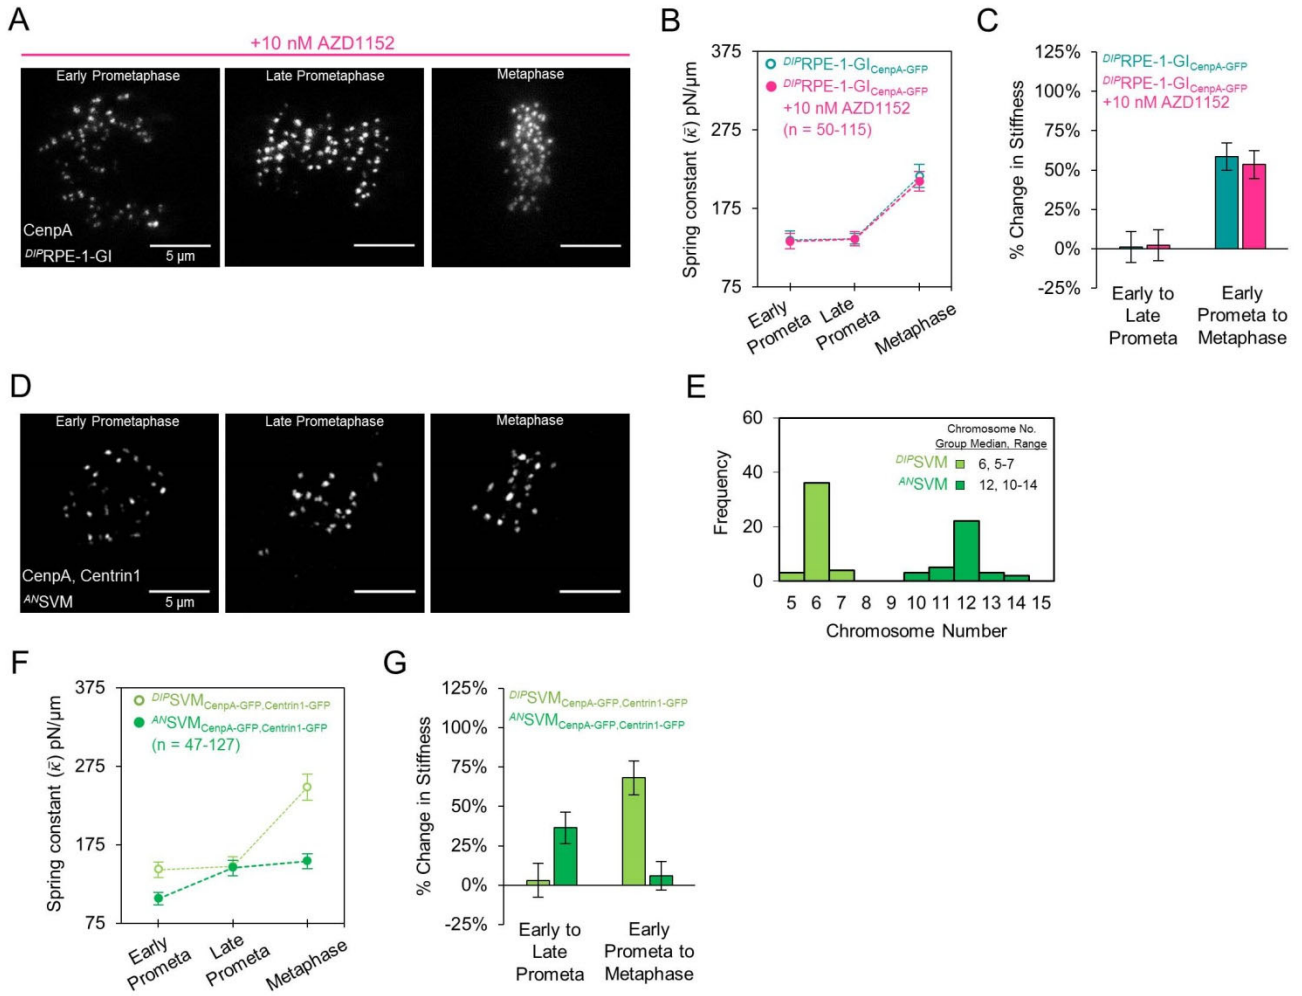 A
+10 nM AZD1152
Early Prometaphase
Late Prometaphase
Metaphase
CenpA
DIPRPE-1-GI
5 µm
B
Spring constant (κ̄) pN/µm
375
275
175
75
DIPRPE-1-GICenpA-GFP
DIPRPE-1-GICenpA-GFP
+10 nM AZD1152
(n = 50-115)
Early
Prometa
Late
Prometa
Metaphase
C
% Change in Stiffness
125%
100%
75%
50%
25%
0%
-25%
DIPRPE-1-GICenpA-GFP
DIPRPE-1-GICenpA-GFP
+10 nM AZD1152
Early to
Late
Prometa
Early
Prometa to
Metaphase
D
Early Prometaphase
Late Prometaphase
Metaphase
CenpA, Centrin1
ANSVM
5 µm
E
Frequency
60
40
20
0
Chromosome No.
Group Median, Range
DIPSVM 6, 5-7
ANSVM 12, 10-14
5 6 7 8 9 10 11 12 13 14 15
Chromosome Number
F
Spring constant (κ̄) pN/µm
375
275
175
75
DIPSVMCenpA-GFP,Centrin1-GFP
ANSVMCenpA-GFP,Centrin1-GFP
(n = 47-127)
Early
Prometa
Late
Prometa
Metaphase
G
% Change in Stiffness
125%
100%
75%
50%
25%
0%
-25%
DIPSVMCenpA-GFP,Centrin1-GFP
ANSVMCenpA-GFP,Centrin1-GFP
Early to
Late
Prometa
Early
Prometa to
Metaphase